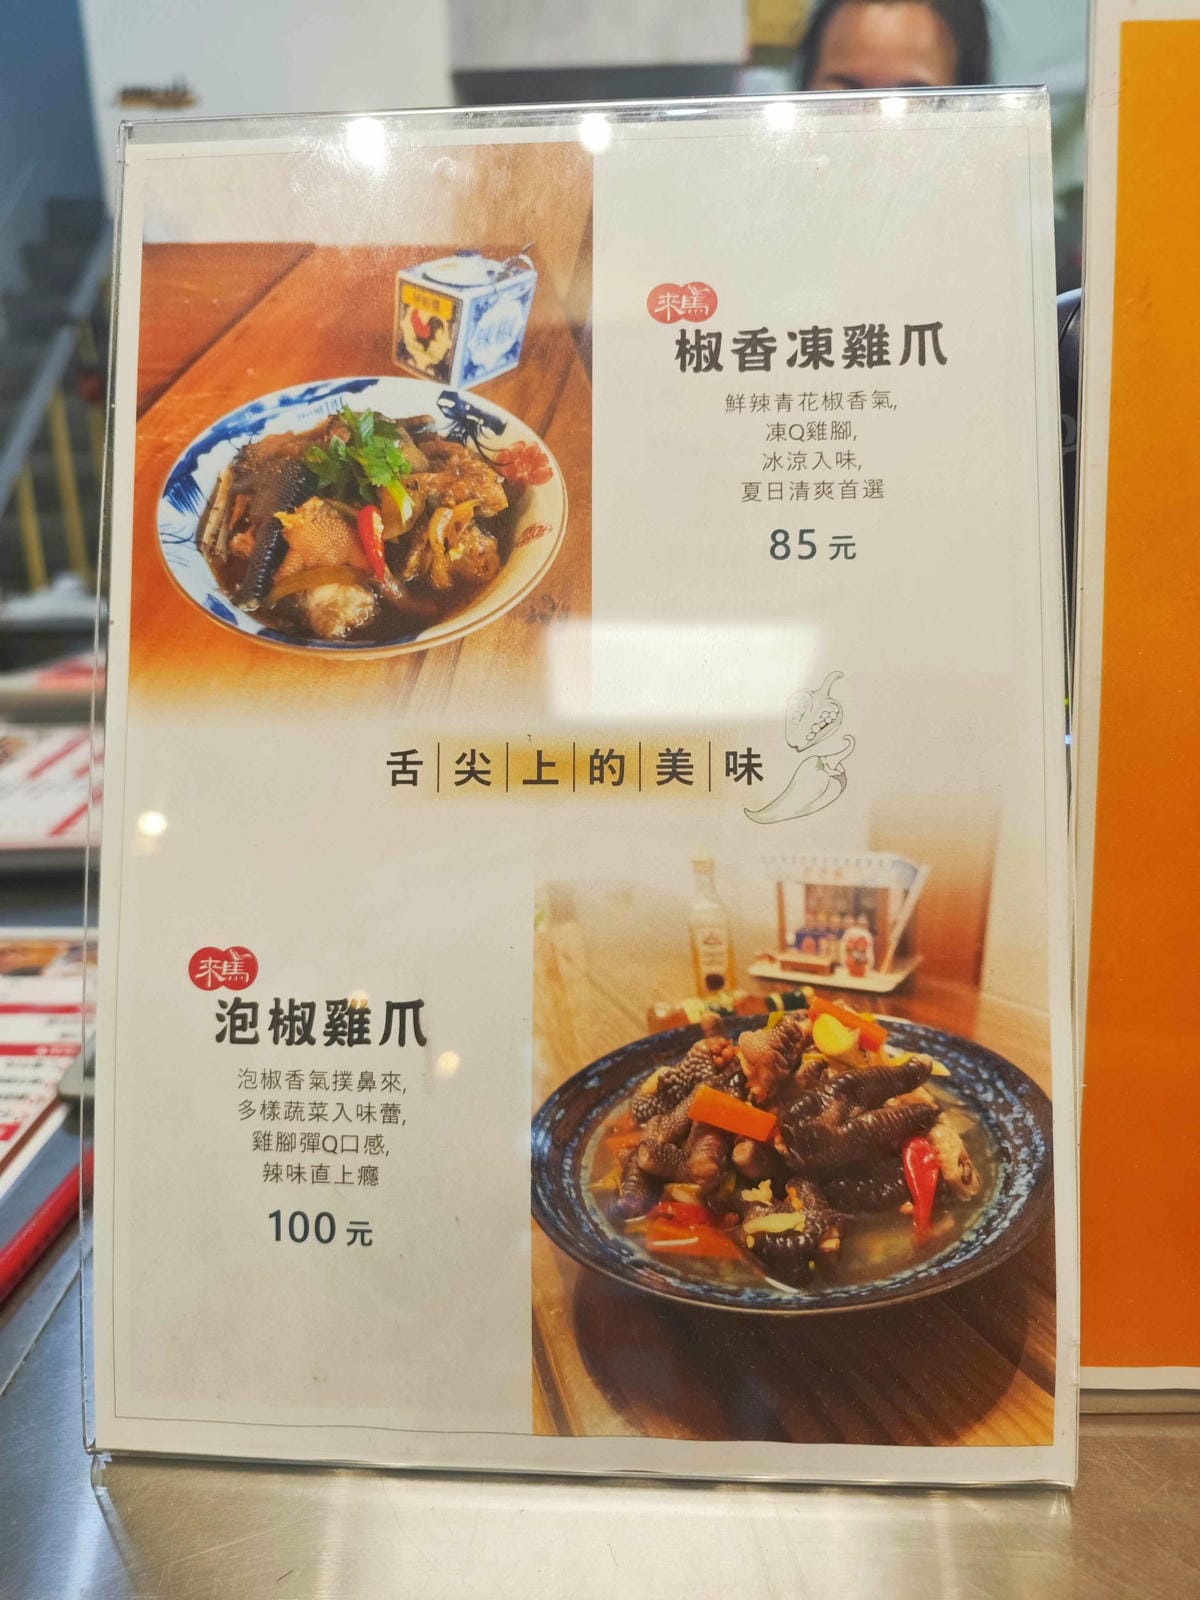 來馬
椒香凍雞爪
鮮辣青花椒香氣,
凍Q雞腳,
冰涼入味,
夏日清爽首選
85元
辣椒
舌尖上的美味
來馬
泡椒雞爪
泡椒香氣撲鼻來,
多樣蔬菜入味蕾,
雞腳彈Q口感,
辣味直上癮
100元